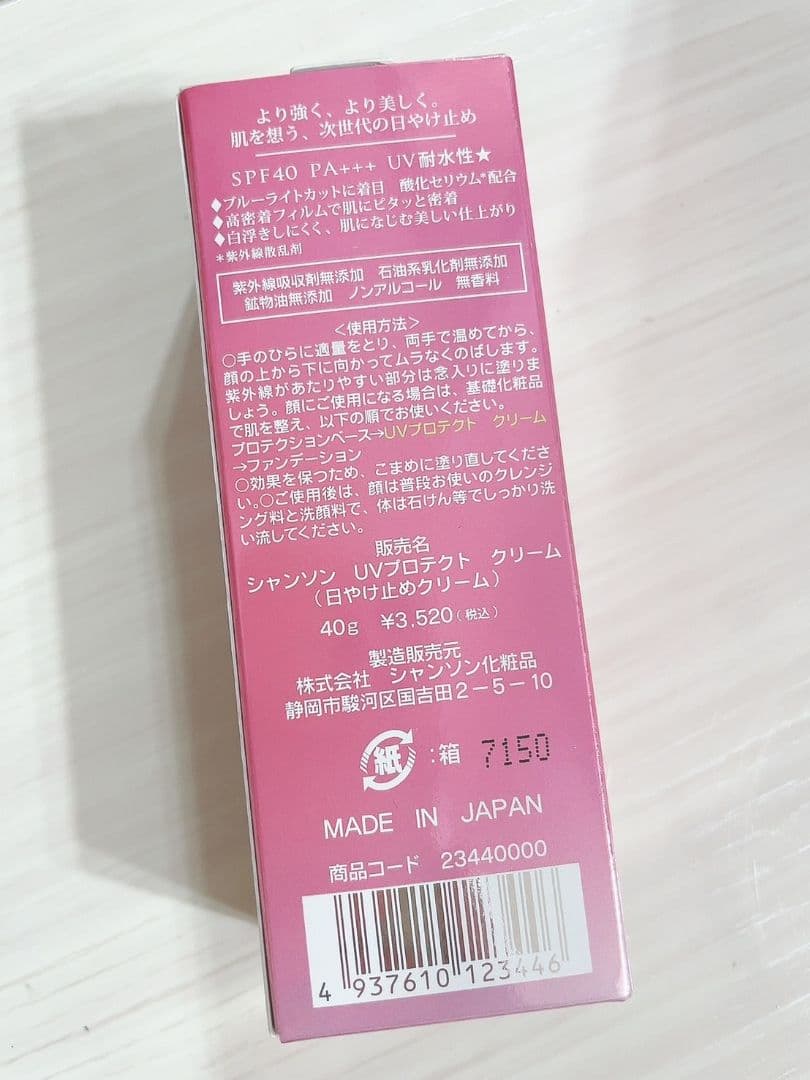 より強く、より美しく。
肌を想う、次世代の日やけ止め
SPF40 PA+++ UV耐水性★
◆ブルーライトカットに着目 酸化セリウム*配合
◆高密着フィルムで肌にピタッと密着
◆白浮きしにくく、肌になじむ美しい仕上がり
*紫外線散乱剤
紫外線吸収剤無添加 石油系乳化剤無添加
鉱物油無添加 ノンアルコール 無香料
<使用方法>
○手のひらに適量をとり、両手で温めてから、
顔の上から下に向かってムラなくのばします。
紫外線があたりやすい部分は念入りに塗りま
しょう。顔にご使用になる場合は、基礎化粧品
で肌を整え、以下の順でお使いください。
プロテクションベース→UVプロテクト クリーム
→ファンデーション
○効果を保つため、こまめに塗り直してくださ
い。○ご使用後は、顔は普段お使いのクレンジ
ング料と洗顔料で、体は石けん等でしっかり洗
い流してください。
販売名
シャンソン UVプロテクト クリーム
(日やけ止めクリーム)
40g ¥3,520(税込)
製造販売元
株式会社 シャンソン化粧品
静岡市駿河区国吉田2-5-10
紙 :箱 7150
MADE IN JAPAN
商品コード 23440000
4 937610 123446